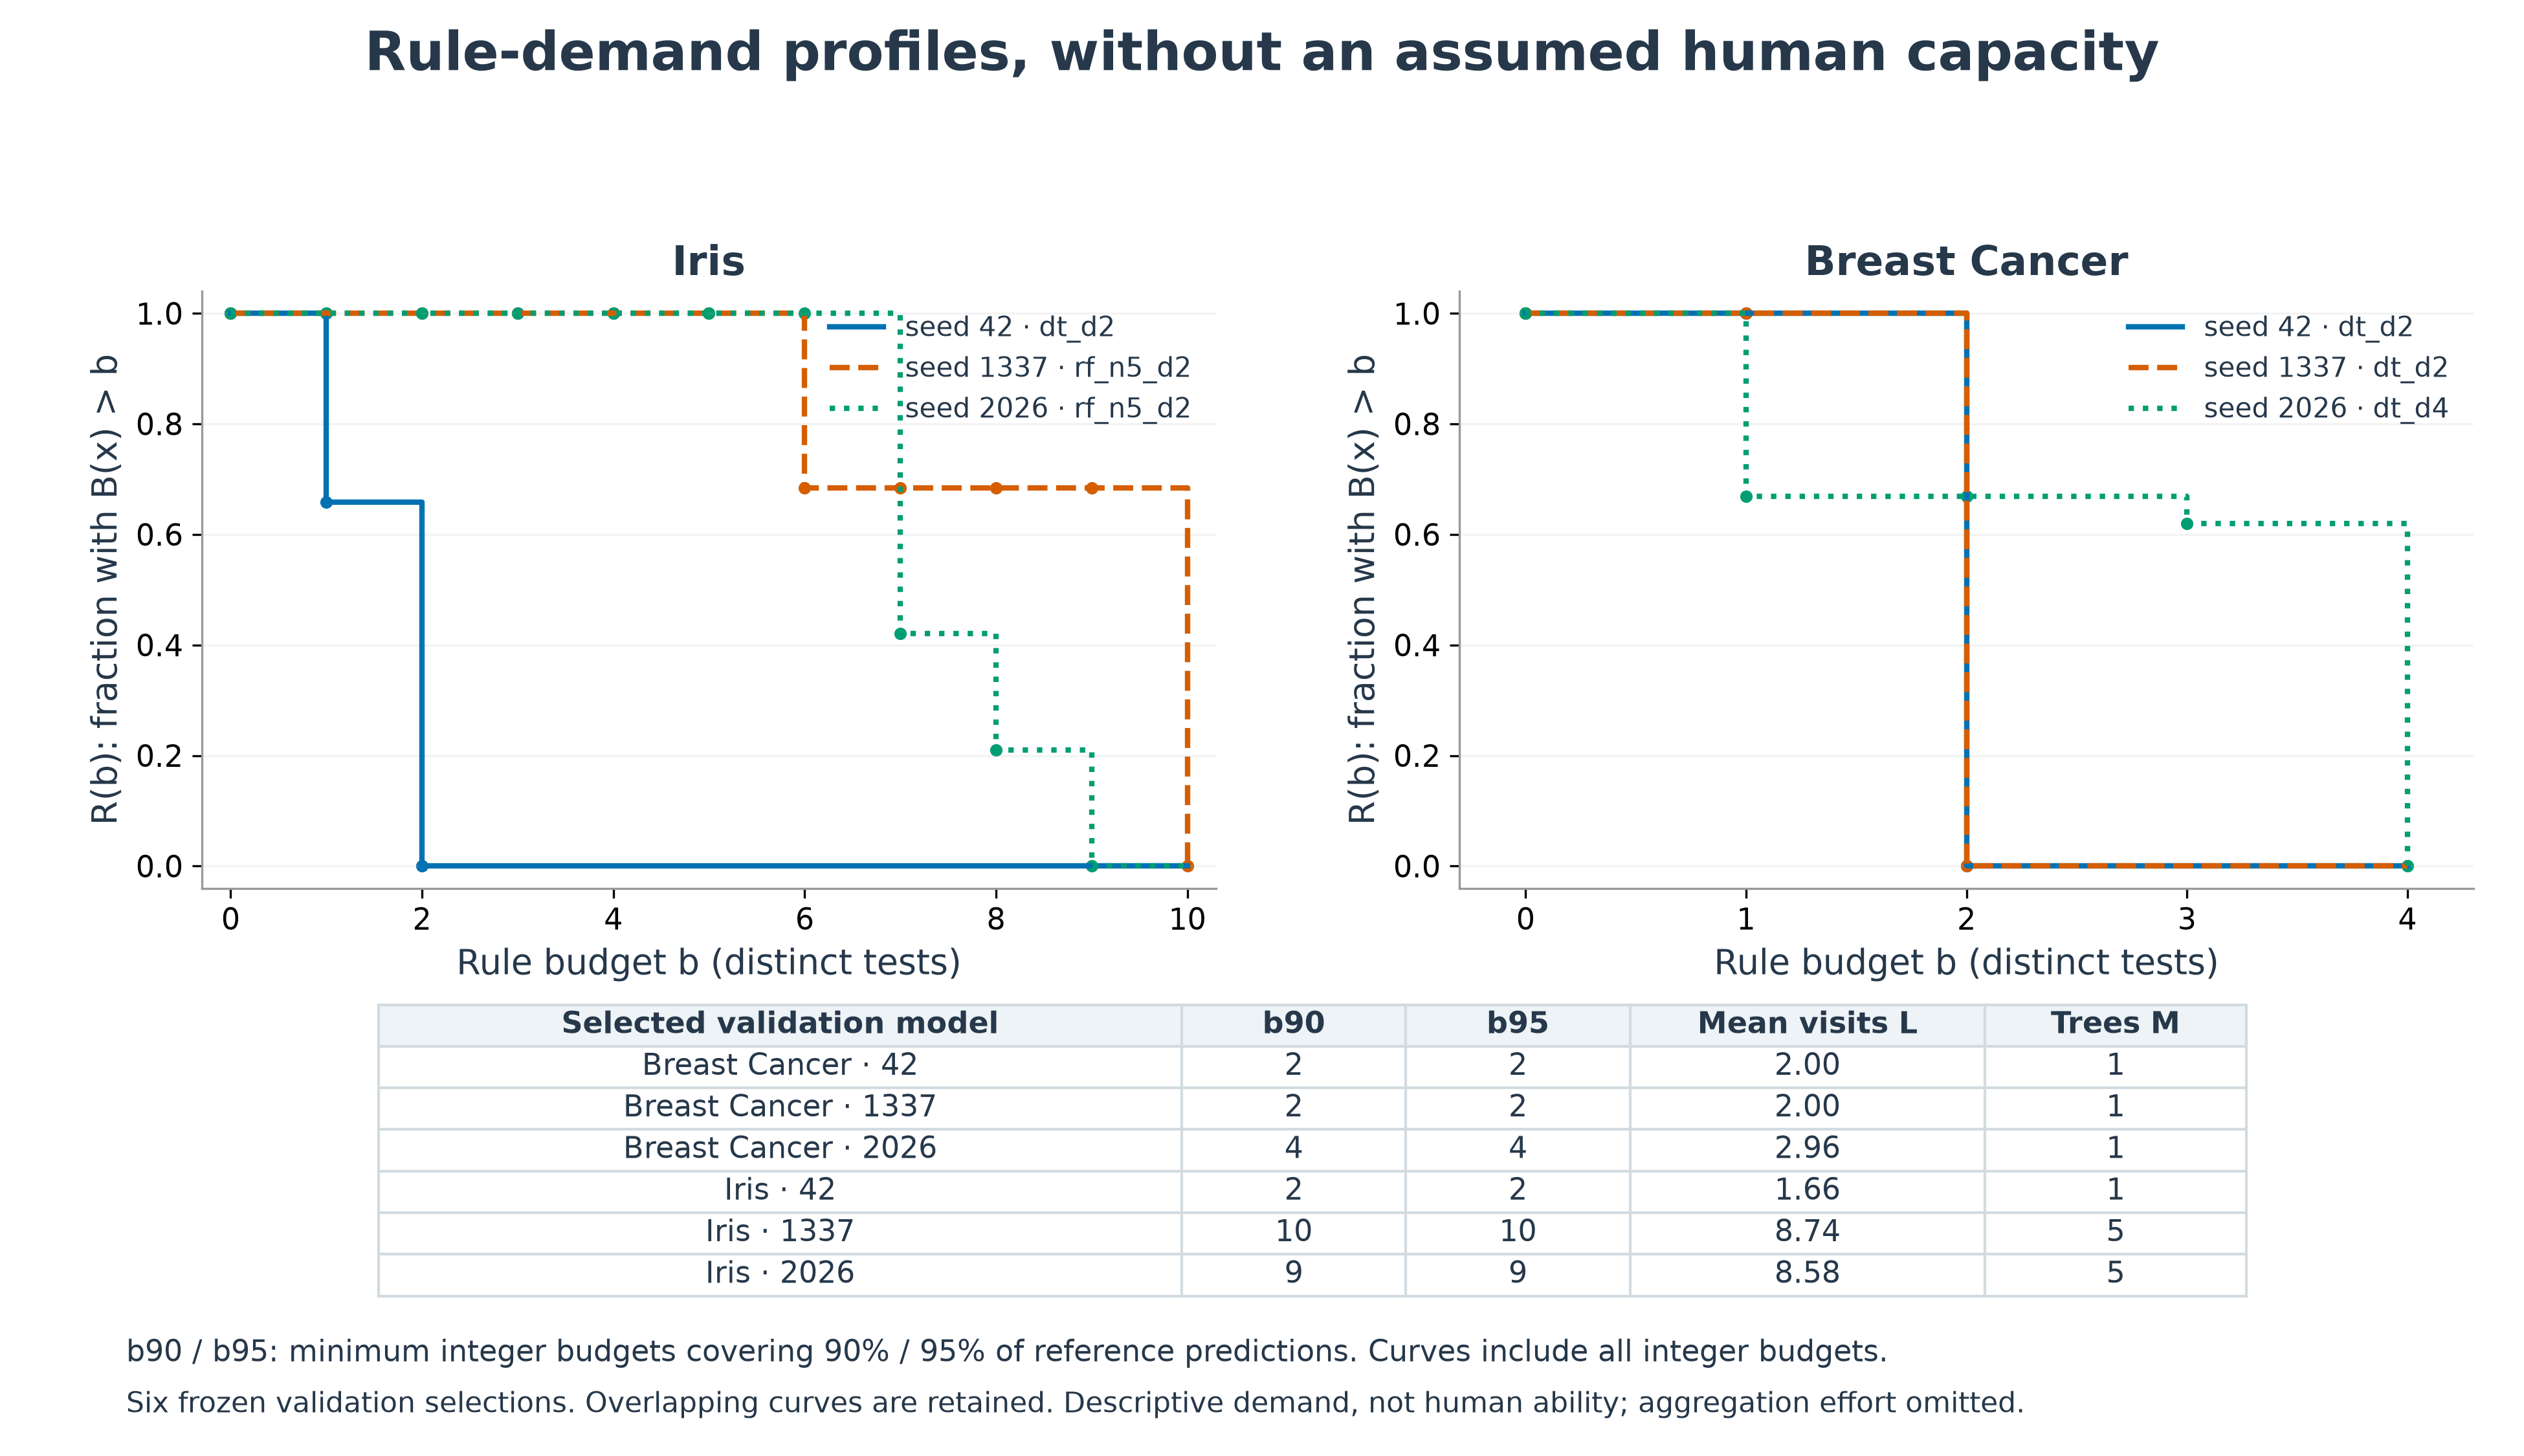 Rule-demand profiles, without an assumed human capacity
Iris
R(b): fraction with B(x) > b
1.0
0.8
0.6
0.4
0.2
0.0
seed 42 · dt_d2
seed 1337 · rf_n5_d2
seed 2026 · rf_n5_d2
0 2 4 6 8 10
Rule budget b (distinct tests)
Breast Cancer
R(b): fraction with B(x) > b
1.0
0.8
0.6
0.4
0.2
0.0
seed 42 · dt_d2
seed 1337 · dt_d2
seed 2026 · dt_d4
0 1 2 3 4
Rule budget b (distinct tests)
Selected validation model b90 b95 Mean visits L Trees M
Breast Cancer · 42 2 2 2.00 1
Breast Cancer · 1337 2 2 2.00 1
Breast Cancer · 2026 4 4 2.96 1
Iris · 42 2 2 1.66 1
Iris · 1337 10 10 8.74 5
Iris · 2026 9 9 8.58 5
b90 / b95: minimum integer budgets covering 90% / 95% of reference predictions. Curves include all integer budgets.
Six frozen validation selections. Overlapping curves are retained. Descriptive demand, not human ability; aggregation effort omitted.